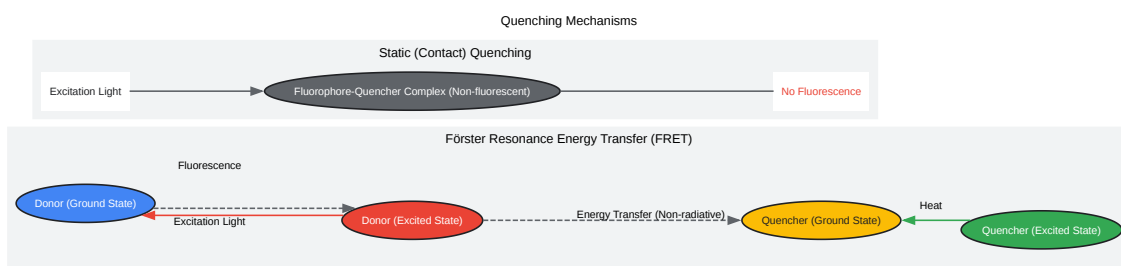 Quenching Mechanisms
Static (Contact) Quenching
Excitation Light
Fluorophore-Quencher Complex (Non-fluorescent)
No Fluorescence
Förster Resonance Energy Transfer (FRET)
Fluorescence
Donor (Ground State)
Excitation Light
Donor (Excited State)
Energy Transfer (Non-radiative)
Quencher (Ground State)
Heat
Quencher (Excited State)